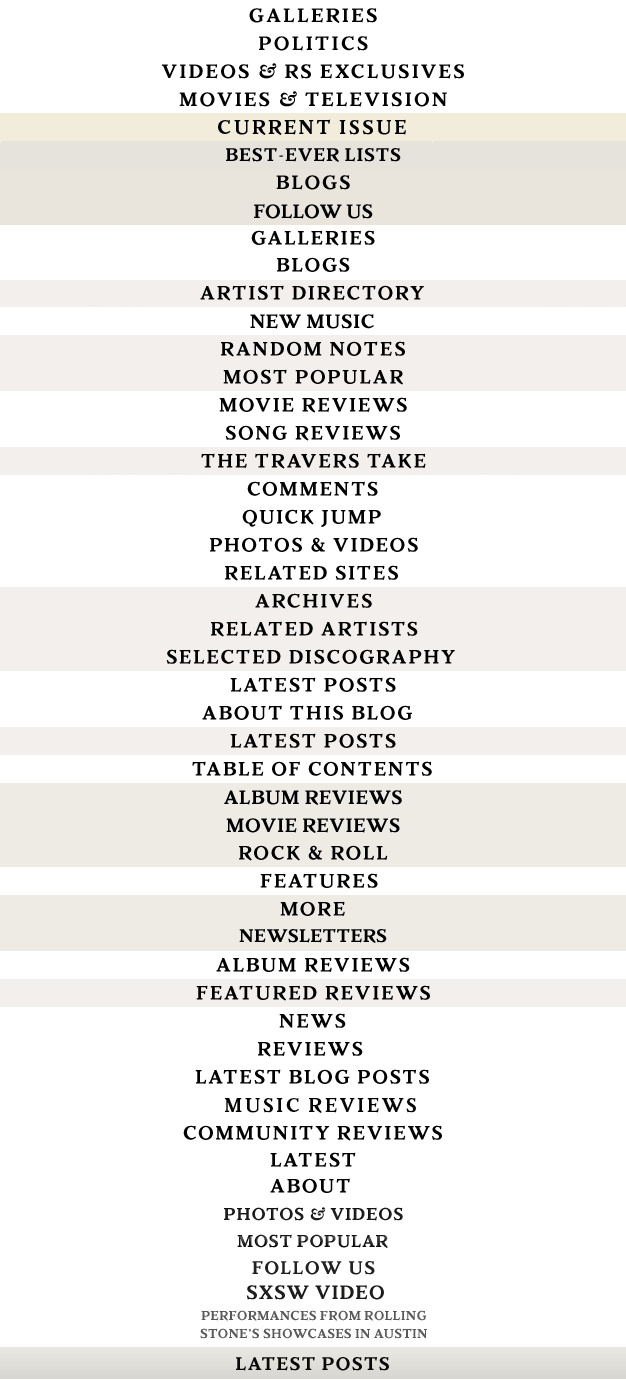 GALLERIES
POLITICS
VIDEOS & RS EXCLUSIVES
MOVIES & TELEVISION
CURRENT ISSUE
BEST-EVER LISTS
BLOGS
FOLLOW US
GALLERIES
BLOGS
ARTIST DIRECTORY
NEW MUSIC
RANDOM NOTES
MOST POPULAR
MOVIE REVIEWS
SONG REVIEWS
THE TRAVERS TAKE
COMMENTS
QUICK JUMP
PHOTOS & VIDEOS
RELATED SITES
ARCHIVES
RELATED ARTISTS
SELECTED DISCOGRAPHY
LATEST POSTS
ABOUT THIS BLOG
LATEST POSTS
TABLE OF CONTENTS
ALBUM REVIEWS
MOVIE REVIEWS
ROCK & ROLL
FEATURES
MORE
NEWSLETTERS
ALBUM REVIEWS
FEATURED REVIEWS
NEWS
REVIEWS
LATEST BLOG POSTS
MUSIC REVIEWS
COMMUNITY REVIEWS
LATEST
ABOUT
PHOTOS & VIDEOS
MOST POPULAR
FOLLOW US
SXSW VIDEO
PERFORMANCES FROM ROLLING
STONE'S SHOWCASES IN AUSTIN
LATEST POSTS